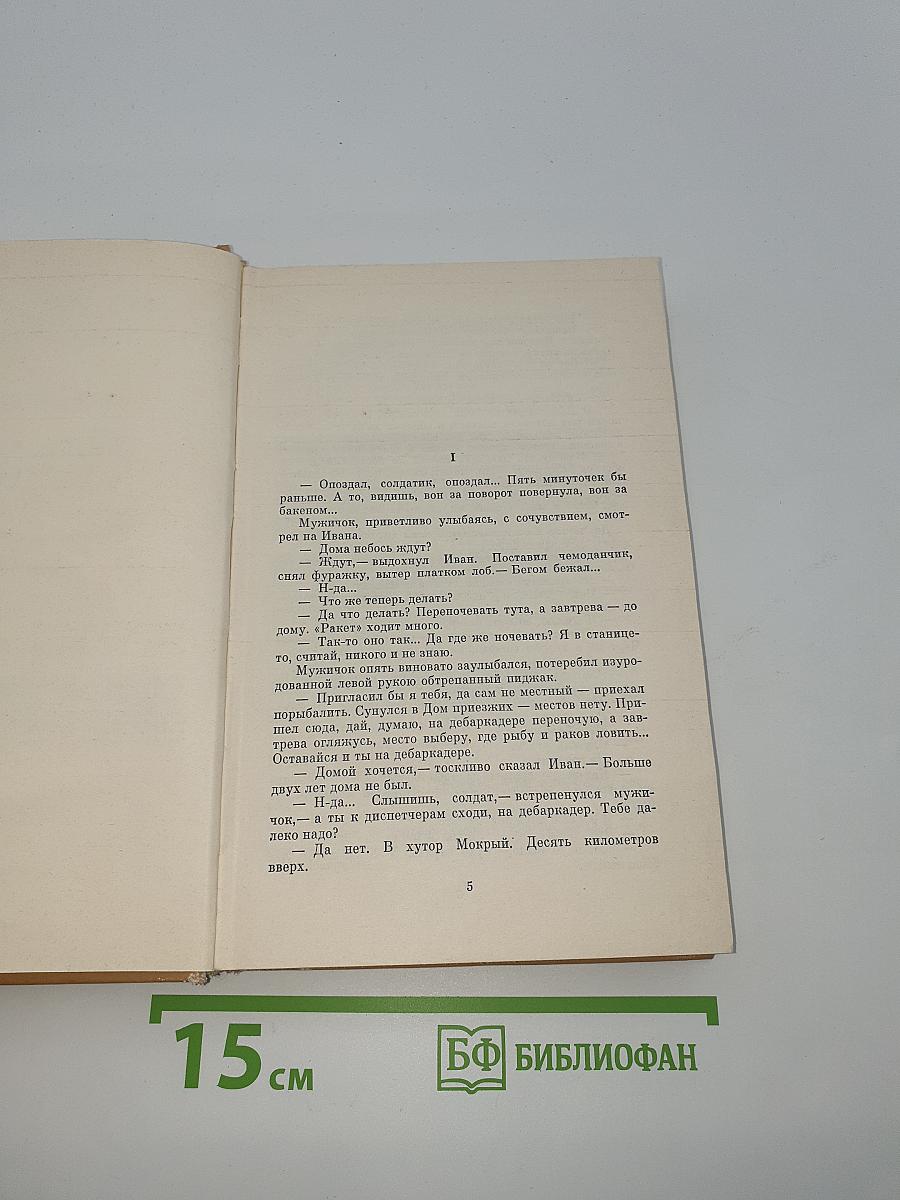 I
— Опоздал, солдатик, опоздал... Пять минуточек бы
раньше. А то, видишь, вон за поворот повернула, вон за
бакеном...
Мужичок, приветливо улыбаясь, с сочувствием, смот-
рел на Ивана.
— Дома небось ждут?
— Ждут,— выдохнул Иван. Поставил чемоданчик,
снял фуражку, вытер платком лоб.— Бегом бежал...
— Н-да...
— Что же теперь делать?
— Да что делать? Переночевать тута, а завтрева — до
дому. «Ракет» ходит много.
— Так-то оно так... Да где же ночевать? Я в станице-
то, считай, никого и не знаю.
Мужичок опять виновато заулыбался, потеребил изуро-
дованной левой рукою обтрепанный пиджак.
— Пригласил бы я тебя, да сам не местный — приехал
порыбалить. Сунулся в Дом приезжих — местов нету. При-
шел сюда, дай, думаю, на дебаркадере переночую, а зав-
трева огляжусь, место выберу, где рыбу и раков ловить...
Оставайся и ты на дебаркадере.
— Домой хочется,— тоскливо сказал Иван.— Больше
двух лет дома не был.
— Н-да... Слышишь, солдат,— встрепенулся мужи-
чок,— а ты к диспетчерам сходи, на дебаркадер. Тебе да-
леко надо?
— Да нет. В хутор Мокрый. Десять километров
вверх.
5
15 см
БФ БИБЛИОФАН